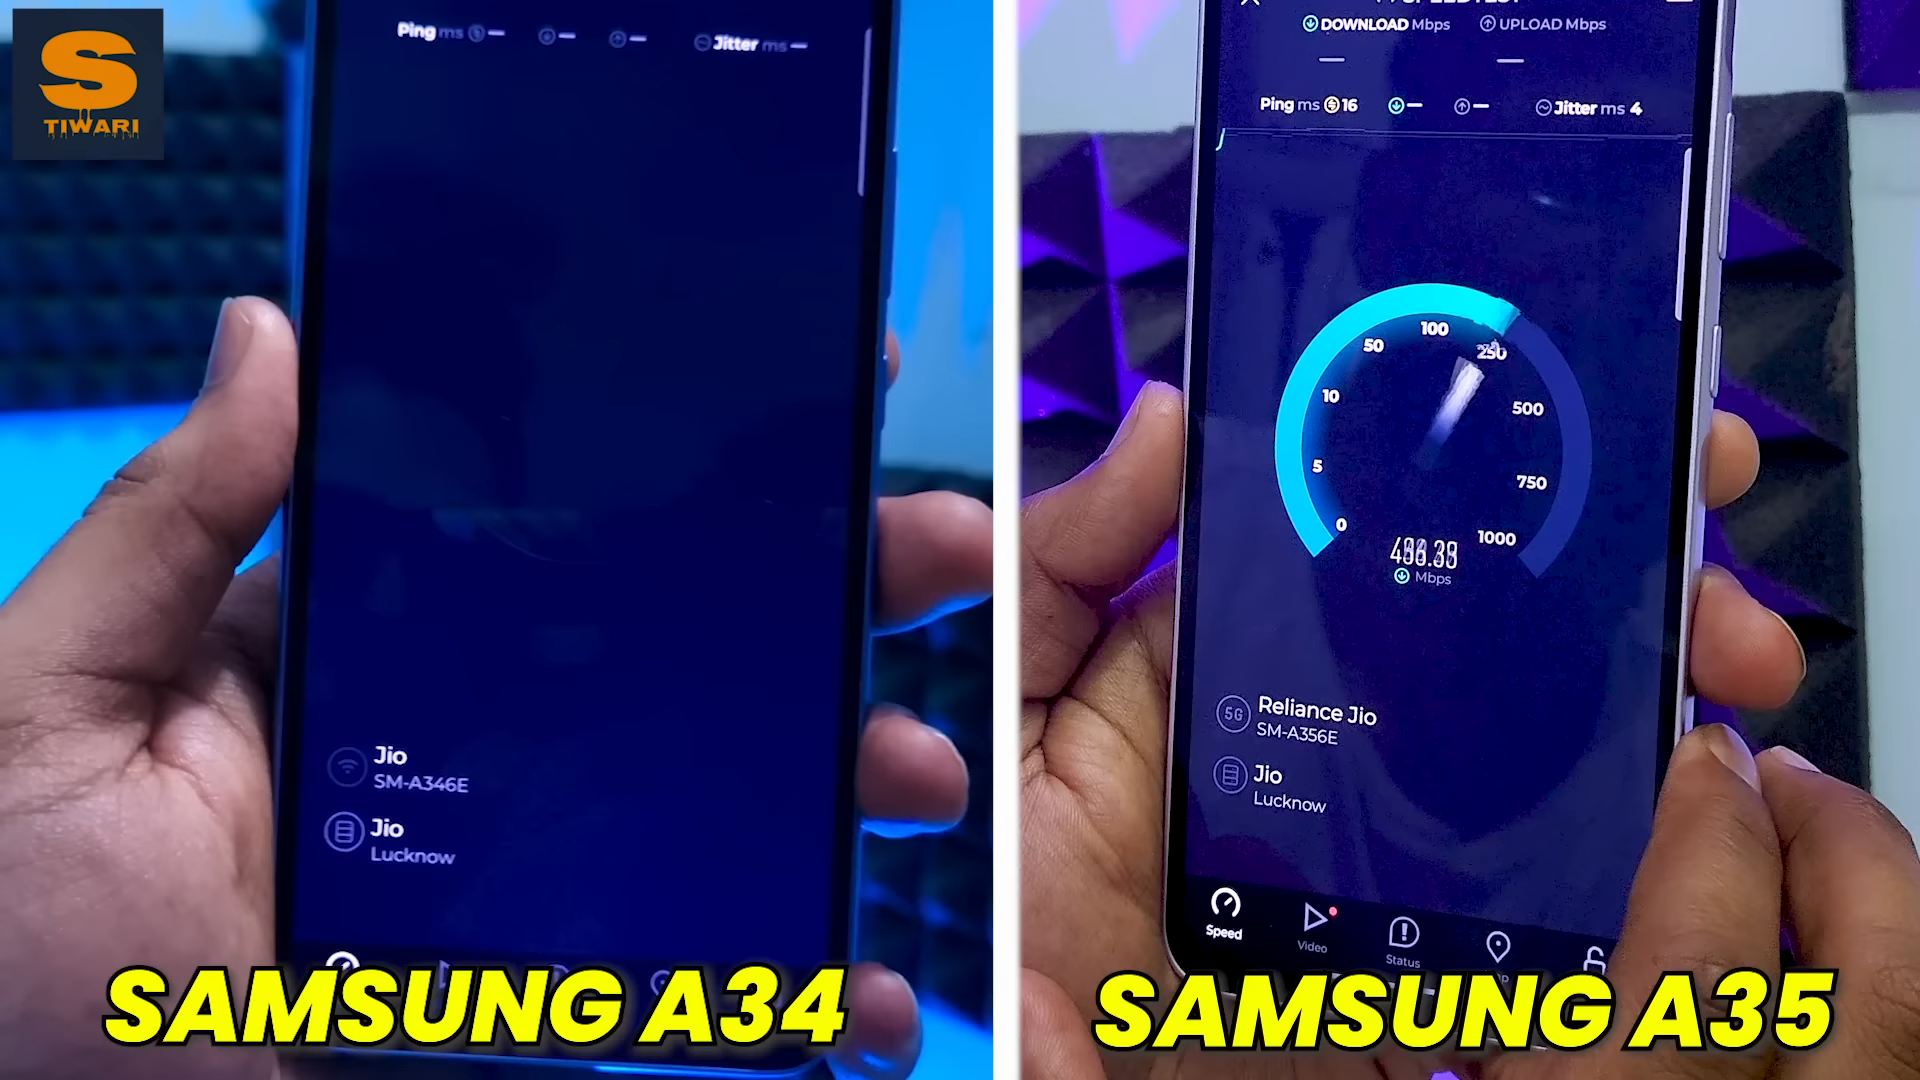 S
TIWARI
Ping ms —
—
—
Jitter ms —
Jio
SM-A346E
Jio
Lucknow
SAMSUNG A34
SPEEDTEST
DOWNLOAD Mbps
UPLOAD Mbps
—
—
Ping ms 16
—
—
Jitter ms 4
0
5
10
50
100
250
500
750
1000
Mbps
5G
Reliance Jio
SM-A356E
Jio
Lucknow
Speed
Video
Status
SAMSUNG A35